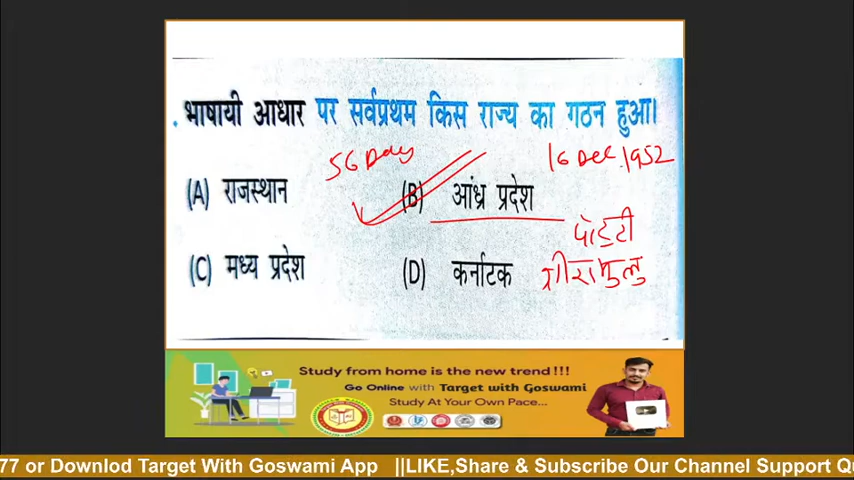 . भाषायी आधार पर सर्वप्रथम किस राज्य का गठन हुआ।
56 Day
16 Dec. 1952
(A) राजस्थान
(B) आंध्र प्रदेश
पोट्टी
(C) मध्य प्रदेश
(D) कर्नाटक
श्रीरामुलु
Study from home is the new trend !!!
Go Online with Target with Goswami
Study At Your Own Pace...
77 or Downlod Target With Goswami App ||LIKE,Share & Subscribe Our Channel Support Qu